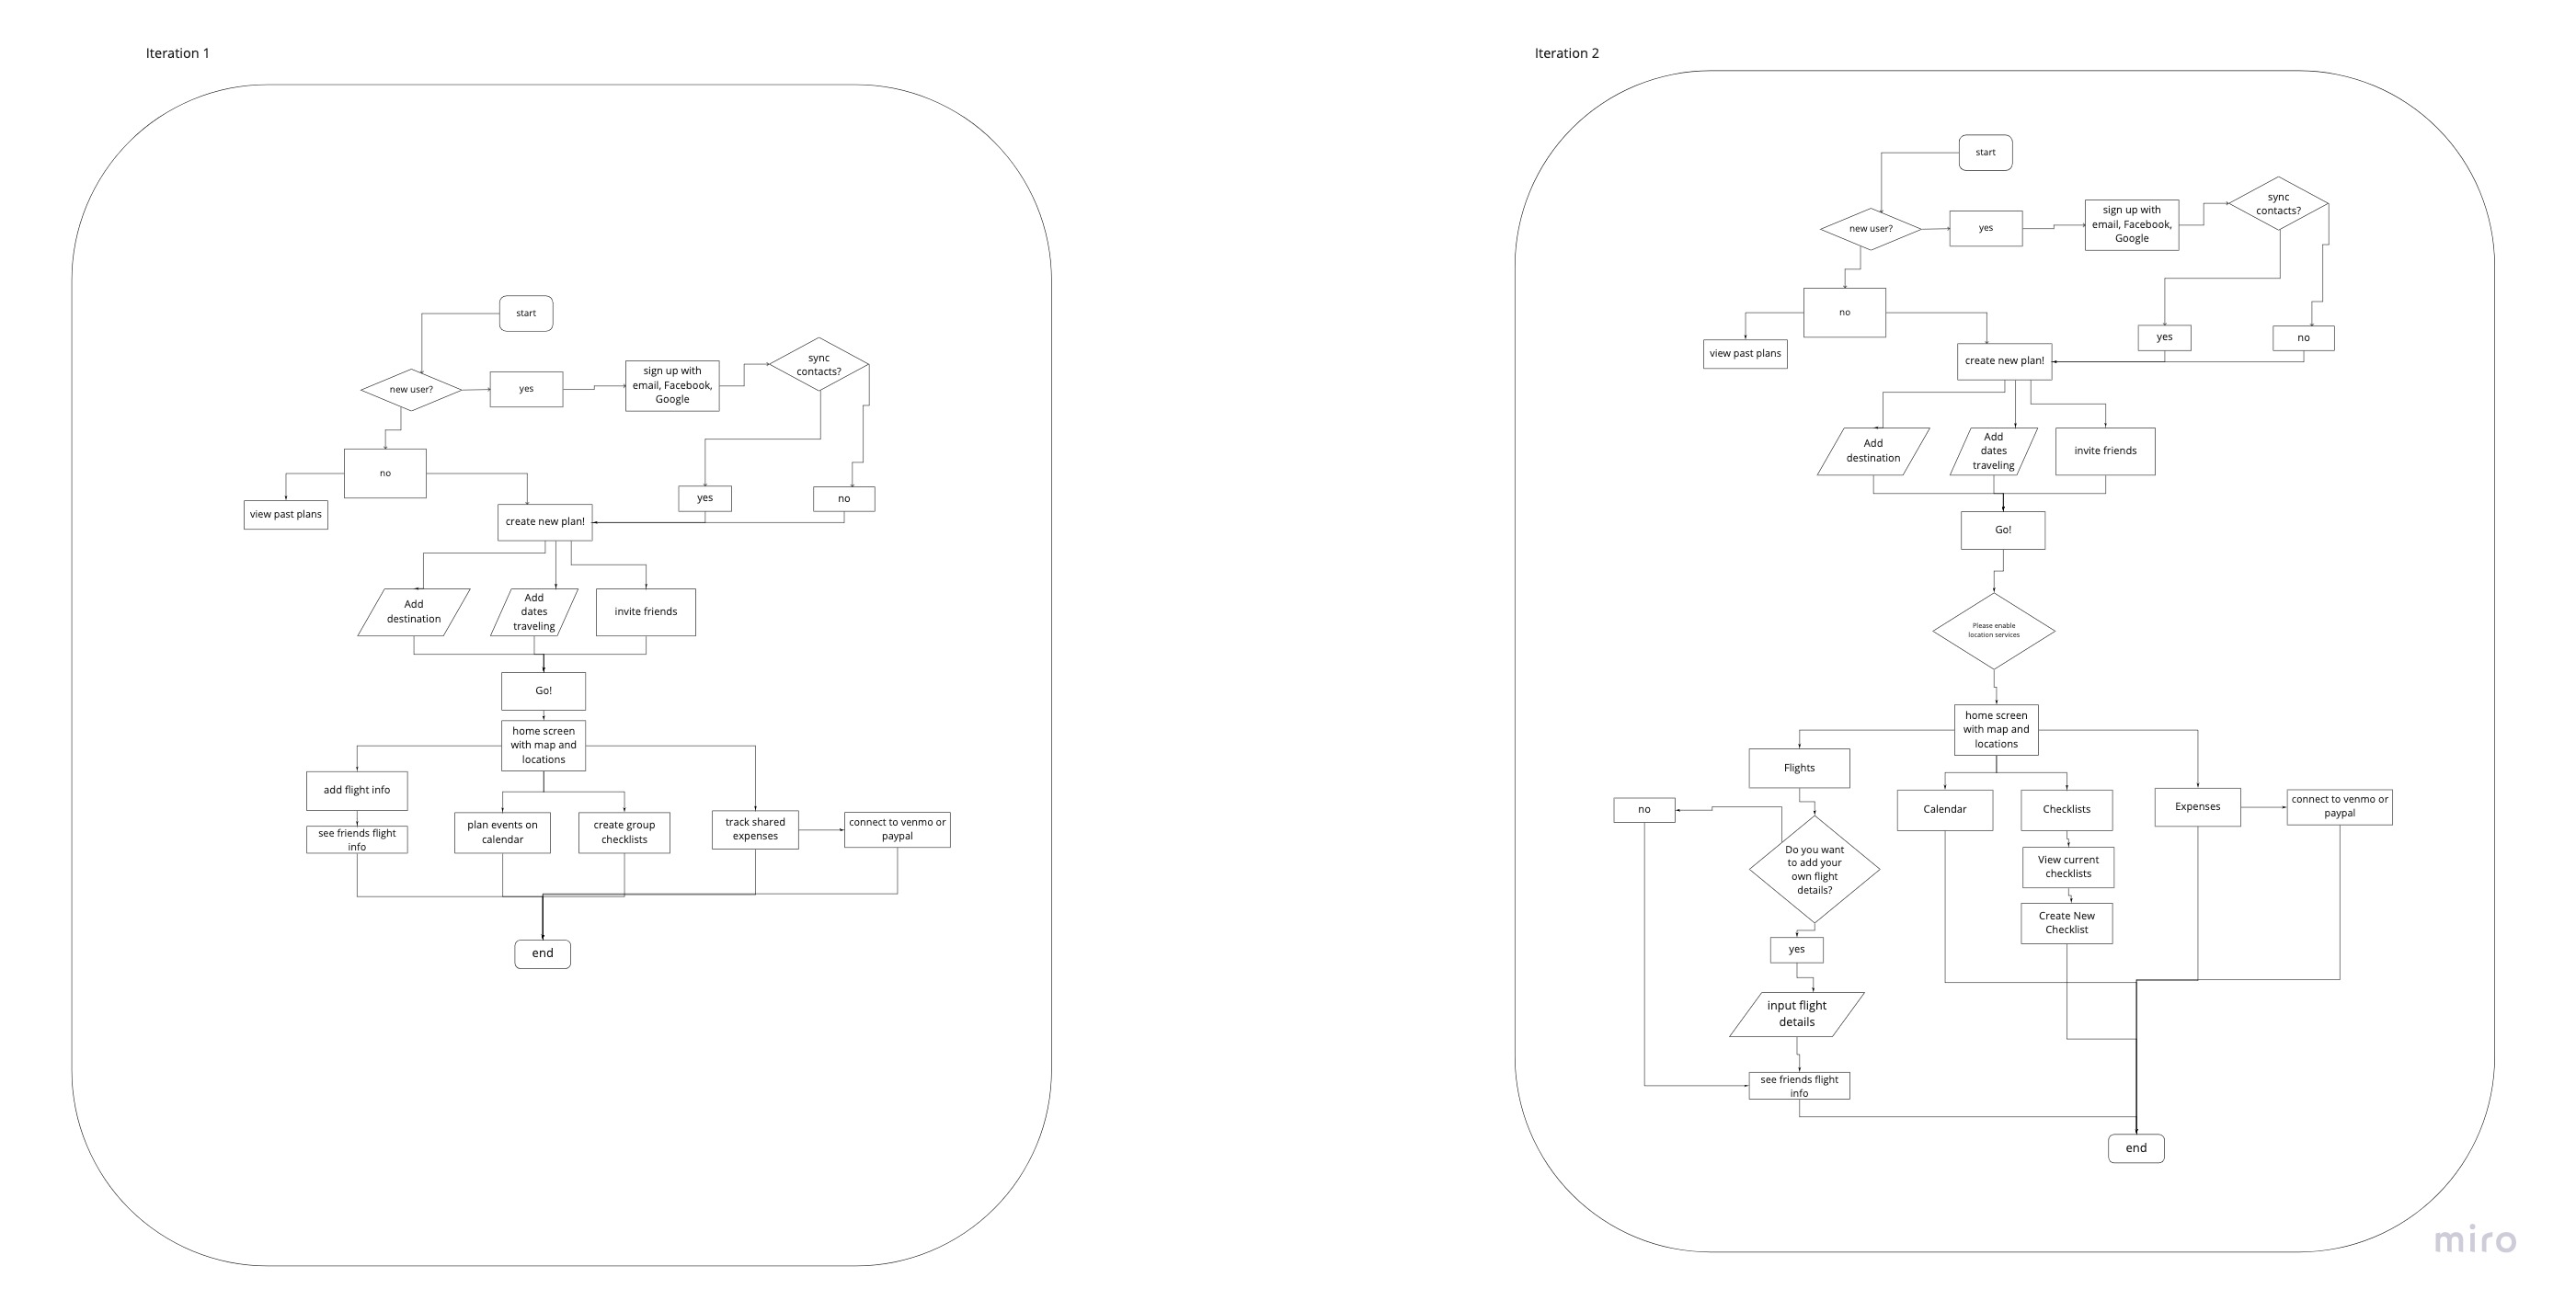 Iteration 1
start
new user?
yes
sign up with
email, Facebook,
Google
sync
contacts?
no
view past plans
yes
no
create new plan!
Add
destination
Add
dates
traveling
invite friends
Go!
home screen
with map and
locations
add flight info
see friends flight
info
plan events on
calendar
create group
checklists
track shared
expenses
connect to venmo or
paypal
end
Iteration 2
start
new user?
yes
sign up with
email, Facebook,
Google
sync
contacts?
no
view past plans
yes
no
create new plan!
Add
destination
Add
dates
traveling
invite friends
Go!
Please enable
location services
home screen
with map and
locations
Flights
no
Do you want
to add your
own flight
details?
yes
input flight
details
see friends flight
info
Calendar
Checklists
View current
checklists
Create New
Checklist
Expenses
connect to venmo or
paypal
end
miro